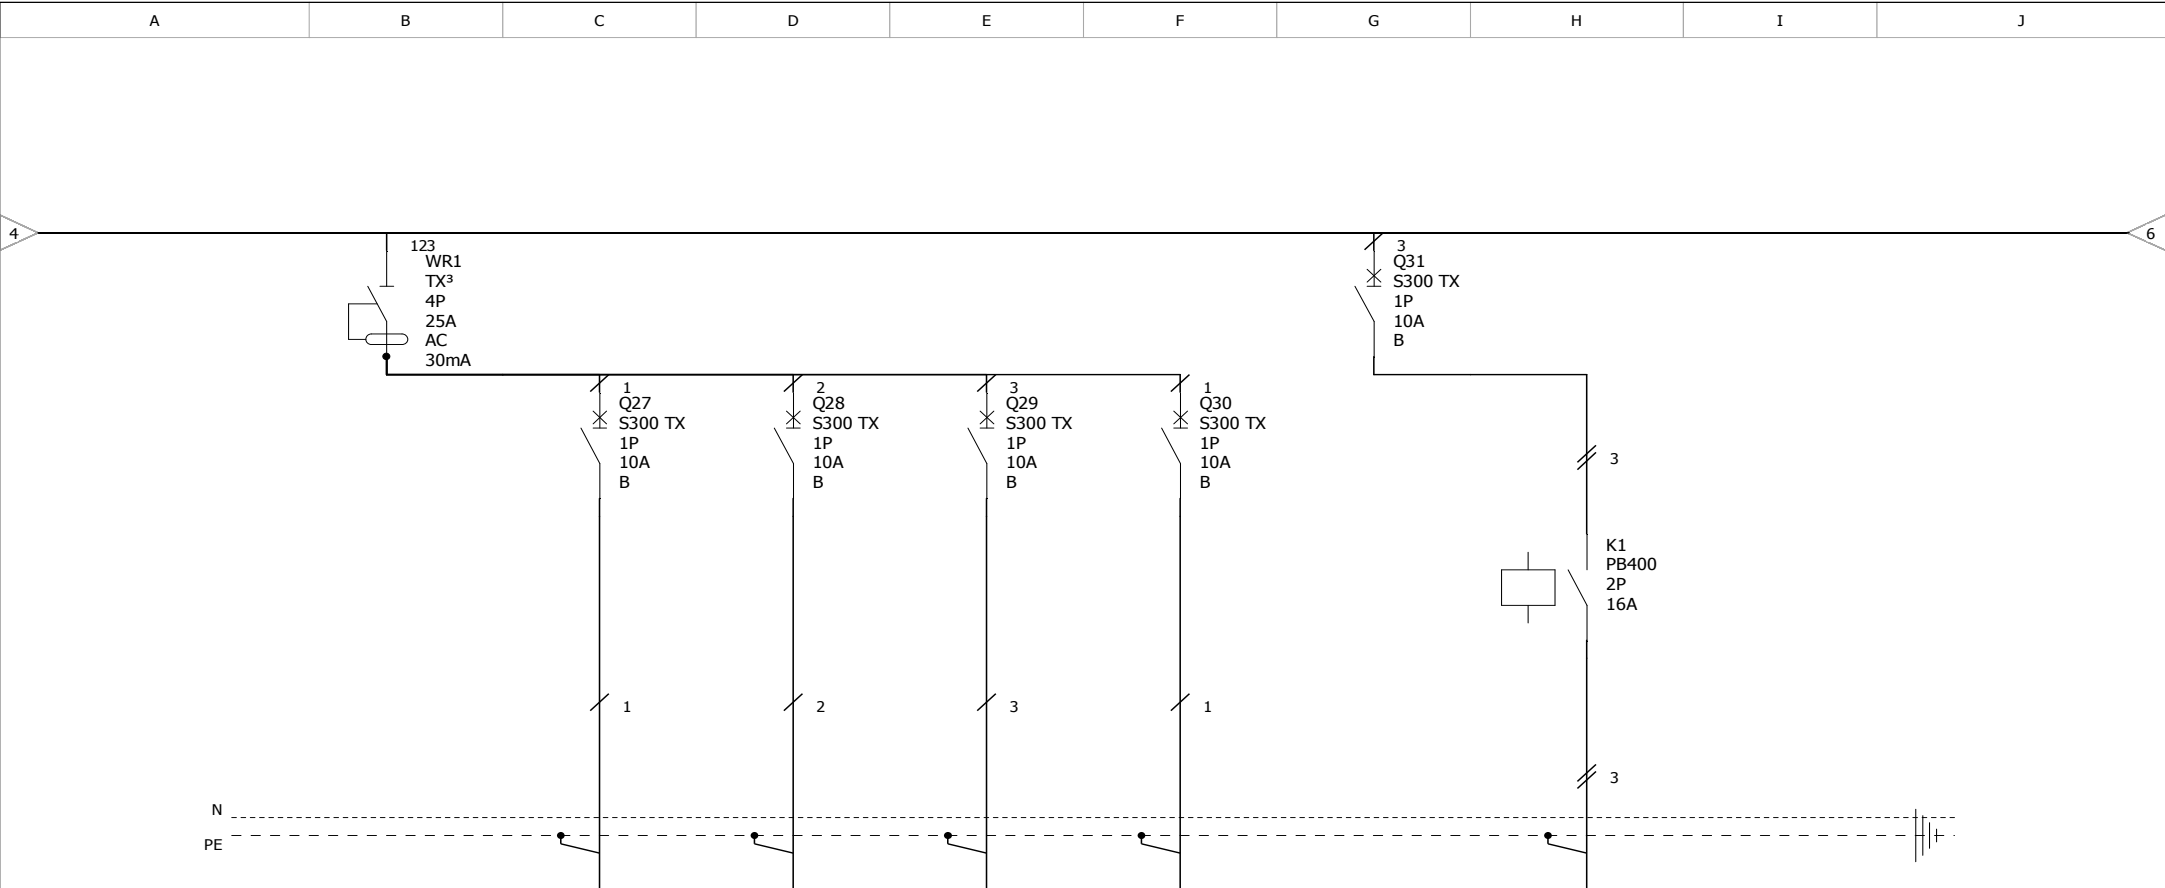 A B C D E F G H I J
4
6
123
WR1
TX³
4P
25A
AC
30mA
3
Q31
S300 TX
1P
10A
B
1
Q27
S300 TX
1P
10A
B
2
Q28
S300 TX
1P
10A
B
3
Q29
S300 TX
1P
10A
B
1
Q30
S300 TX
1P
10A
B
3
K1
PB400
2P
16A
1
2
3
1
3
N
PE